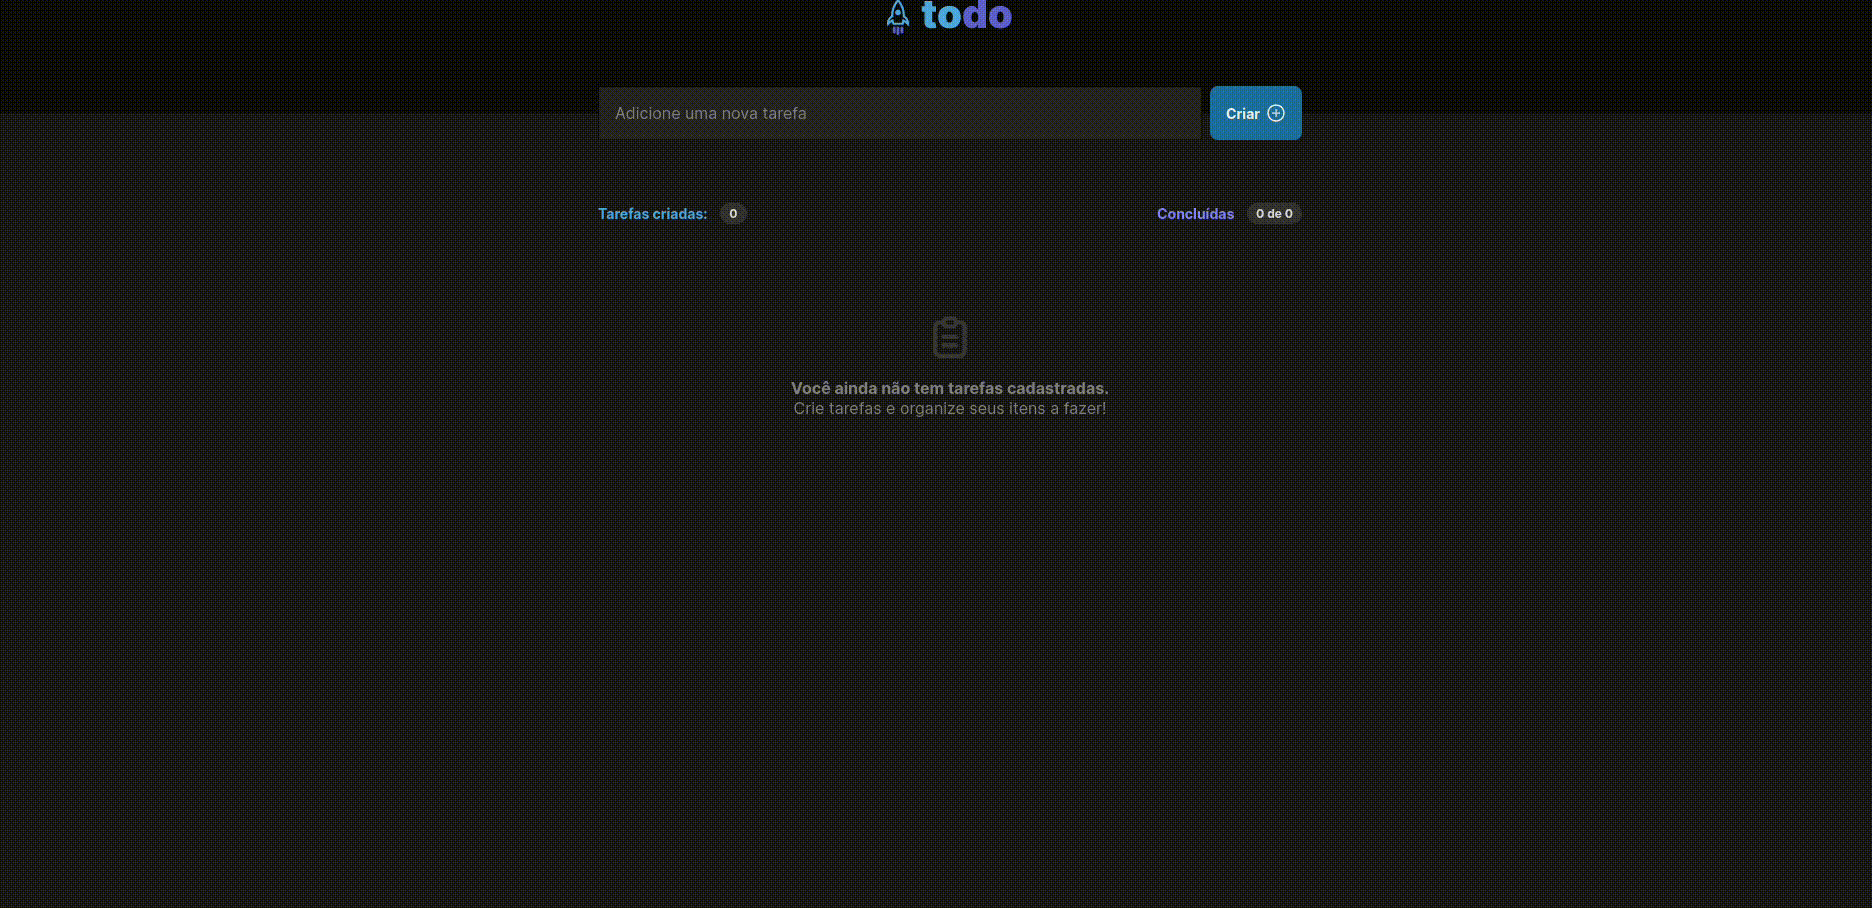 todo
Adicione uma nova tarefa
Criar
Tarefas criadas: 0
Concluídas 0 de 0
Você ainda não tem tarefas cadastradas.
Crie tarefas e organize seus itens a fazer!